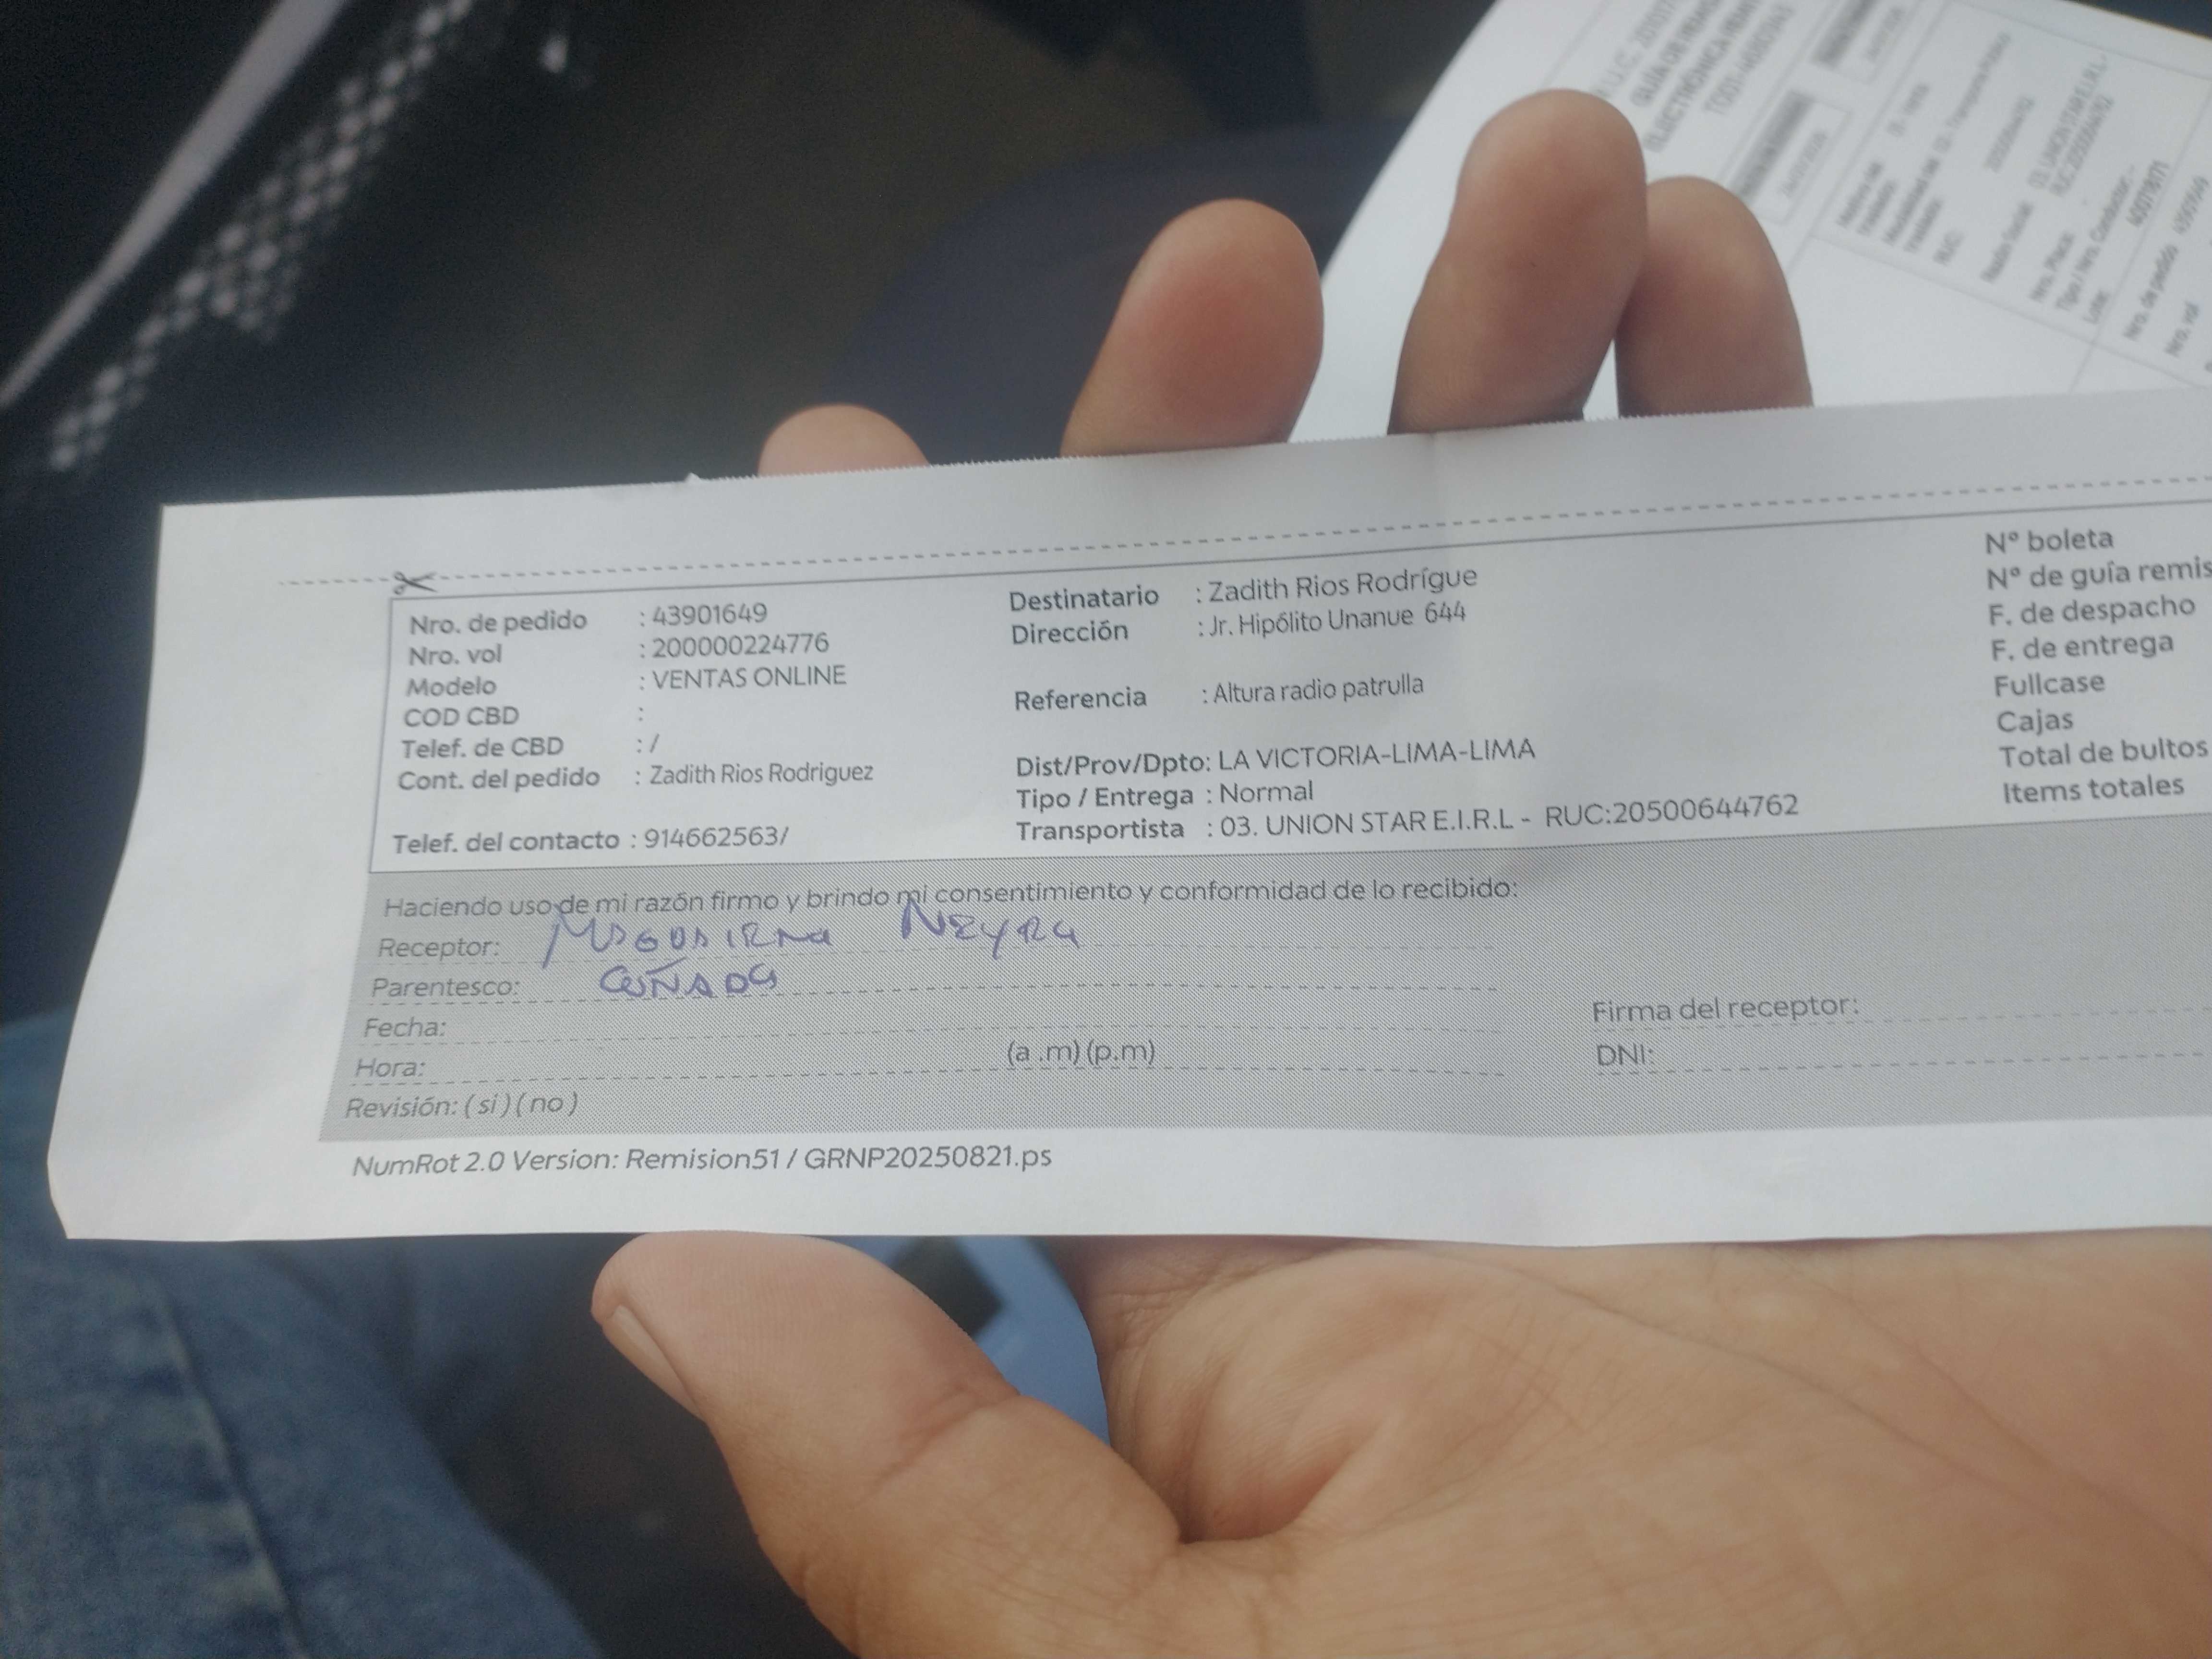 Nro. de pedido : 43901649
Nro. vol : 200000224776
Modelo : VENTAS ONLINE
COD CBD :
Telef. de CBD : /
Cont. del pedido : Zadith Rios Rodriguez
Telef. del contacto : 914662563/
Destinatario : Zadith Rios Rodrígue
Dirección : Jr. Hipólito Unanue 644
Referencia : Altura radio patrulla
Dist/Prov/Dpto: LA VICTORIA-LIMA-LIMA
Tipo / Entrega : Normal
Transportista : 03. UNION STAR E.I.R.L - RUC:20500644762
Nº boleta
Nº de guía remis
F. de despacho
F. de entrega
Fullcase
Cajas
Total de bultos
Items totales
Haciendo uso de mi razón firmo y brindo mi consentimiento y conformidad de lo recibido:
Receptor: NEYRA
Parentesco: CUÑADO
Fecha:
Hora: (a .m) (p.m)
Revisión: ( si ) ( no )
Firma del receptor:
DNI:
NumRot 2.0 Version: Remision51 / GRNP20250821.ps
Nro. de pedido
Nro. vol